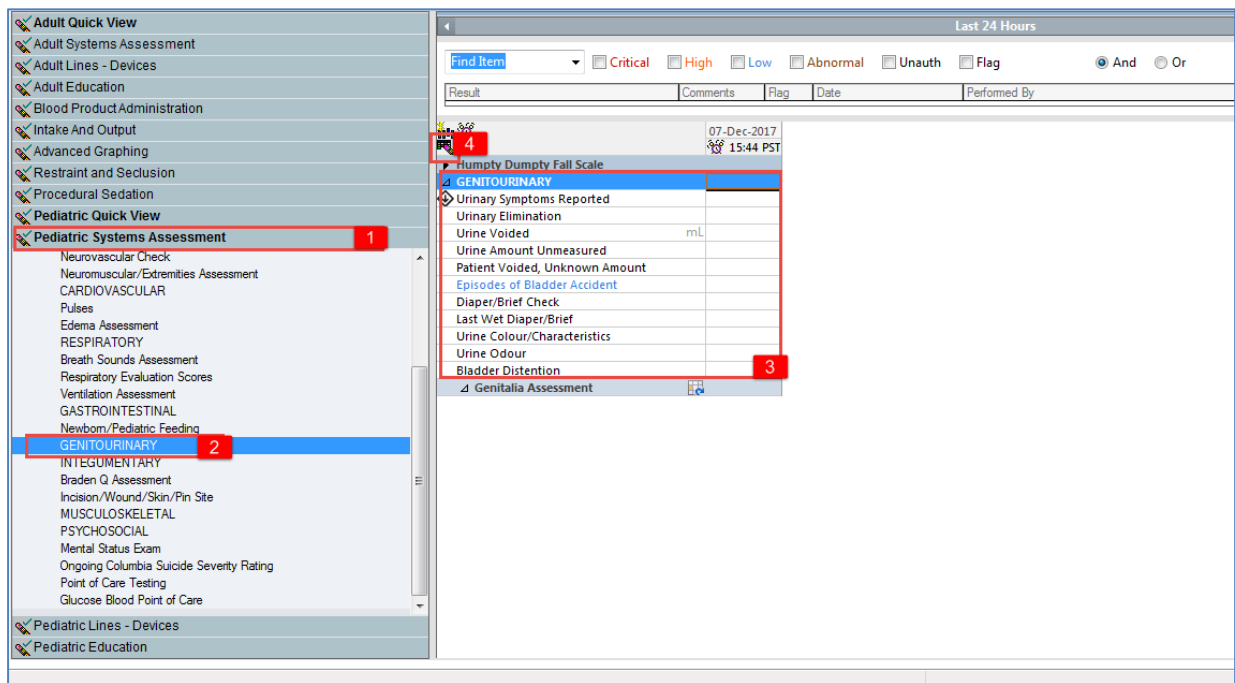 Adult Quick View
Adult Systems Assessment
Adult Lines - Devices
Adult Education
Blood Product Administration
Intake And Output
Advanced Graphing
Restraint and Seclusion
Procedural Sedation
Pediatric Quick View
Pediatric Systems Assessment 1
Neurovascular Check
Neuromuscular/Extremities Assessment
CARDIOVASCULAR
Pulses
Edema Assessment
RESPIRATORY
Breath Sounds Assessment
Respiratory Evaluation Scores
Ventilation Assessment
GASTROINTESTINAL
Newborn/Pediatric Feeding
GENITOURINARY 2
INTEGUMENTARY
Braden Q Assessment
Incision/Wound/Skin/Pin Site
MUSCULOSKELETAL
PSYCHOSOCIAL
Mental Status Exam
Ongoing Columbia Suicide Severity Rating
Point of Care Testing
Glucose Blood Point of Care
Pediatric Lines - Devices
Pediatric Education
Last 24 Hours
Find Item Critical High Low Abnormal Unauth Flag And Or
Result Comments Flag Date Performed By
07-Dec-2017
4 15:44 PST
Humpty Dumpty Fall Scale
GENITOURINARY
Urinary Symptoms Reported
Urinary Elimination
Urine Voided mL
Urine Amount Unmeasured
Patient Voided, Unknown Amount
Episodes of Bladder Accident
Diaper/Brief Check
Last Wet Diaper/Brief
Urine Colour/Characteristics
Urine Odour
Bladder Distention 3
Genitalia Assessment